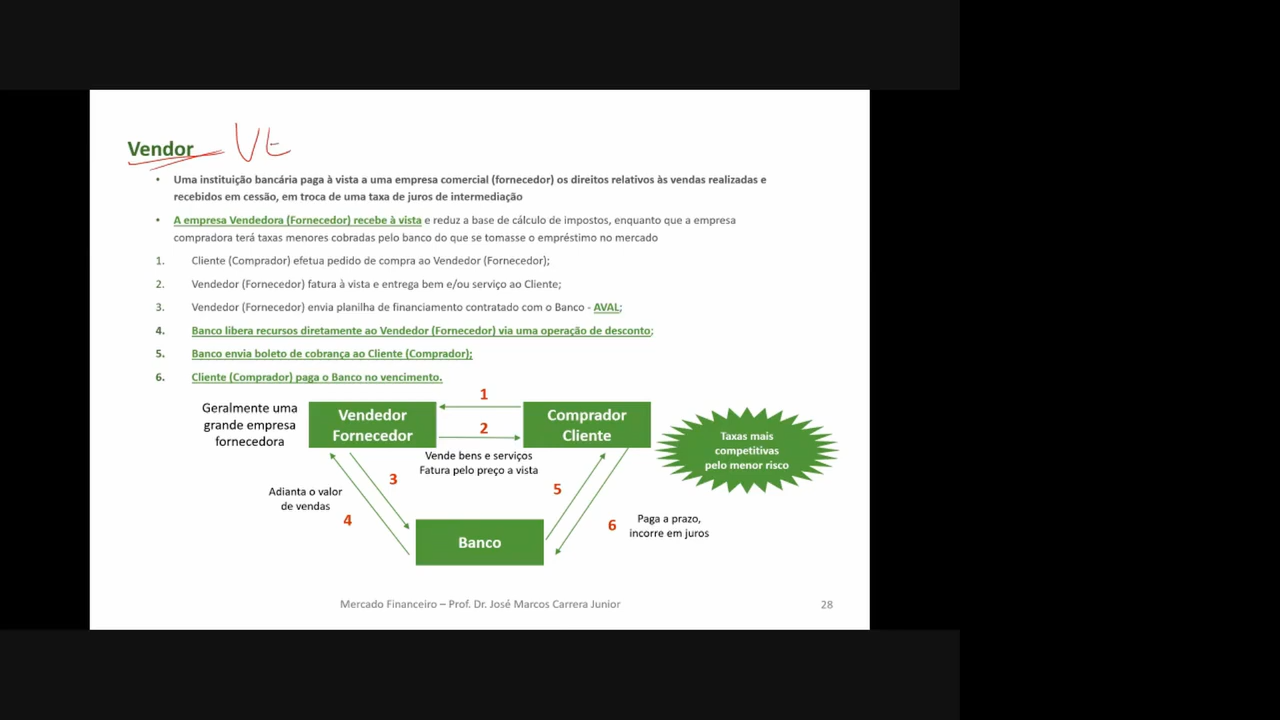 Vendor VE
• Uma instituição bancária paga à vista a uma empresa comercial (fornecedor) os direitos relativos às vendas realizadas e
recebidos em cessão, em troca de uma taxa de juros de intermediação
• A empresa Vendedora (Fornecedor) recebe à vista e reduz a base de cálculo de impostos, enquanto que a empresa
compradora terá taxas menores cobradas pelo banco do que se tomasse o empréstimo no mercado
1. Cliente (Comprador) efetua pedido de compra ao Vendedor (Fornecedor);
2. Vendedor (Fornecedor) fatura à vista e entrega bem e/ou serviço ao Cliente;
3. Vendedor (Fornecedor) envia planilha de financiamento contratado com o Banco - AVAL;
4. Banco libera recursos diretamente ao Vendedor (Fornecedor) via uma operação de desconto;
5. Banco envia boleto de cobrança ao Cliente (Comprador);
6. Cliente (Comprador) paga o Banco no vencimento.
Geralmente uma
grande empresa
fornecedora
Vendedor
Fornecedor
1
2
Comprador
Cliente
Taxas mais
competitivas
pelo menor risco
Vende bens e serviços
Fatura pelo preço a vista
3
Adianta o valor
de vendas
4
5
6
Paga a prazo,
incorre em juros
Banco
Mercado Financeiro – Prof. Dr. José Marcos Carrera Junior
28